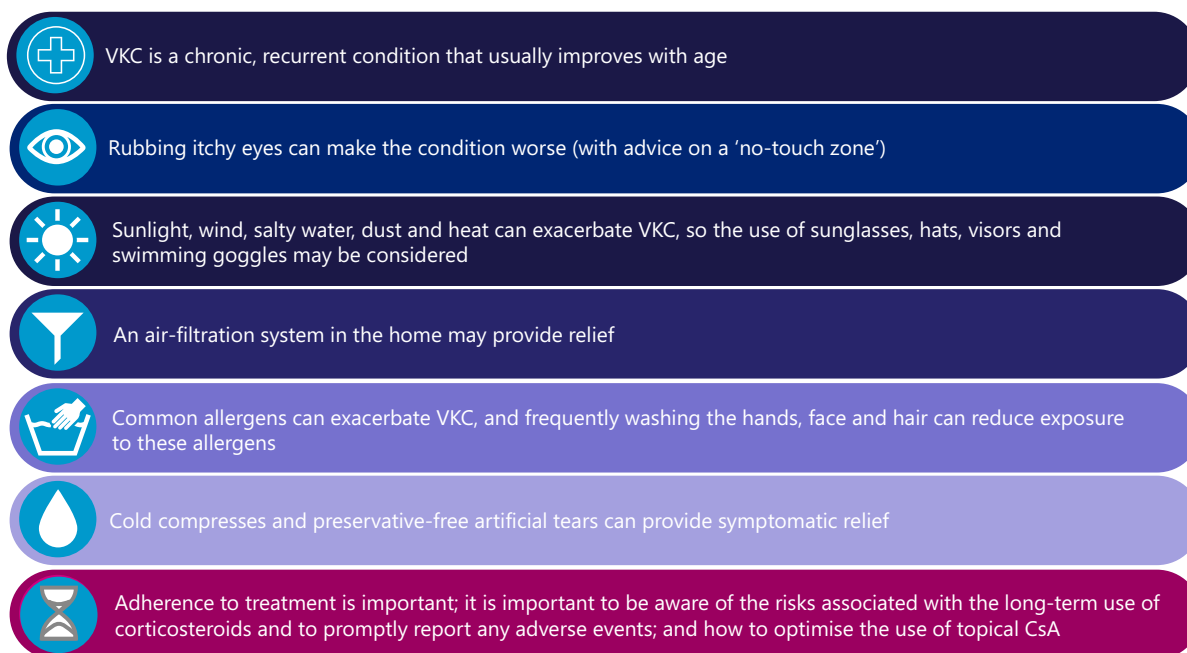 VKC is a chronic, recurrent condition that usually improves with age
Rubbing itchy eyes can make the condition worse (with advice on a ‘no-touch zone’)
Sunlight, wind, salty water, dust and heat can exacerbate VKC, so the use of sunglasses, hats, visors and
swimming goggles may be considered
An air-filtration system in the home may provide relief
Common allergens can exacerbate VKC, and frequently washing the hands, face and hair can reduce exposure
to these allergens
Cold compresses and preservative-free artificial tears can provide symptomatic relief
Adherence to treatment is important; it is important to be aware of the risks associated with the long-term use of
corticosteroids and to promptly report any adverse events; and how to optimise the use of topical CsA